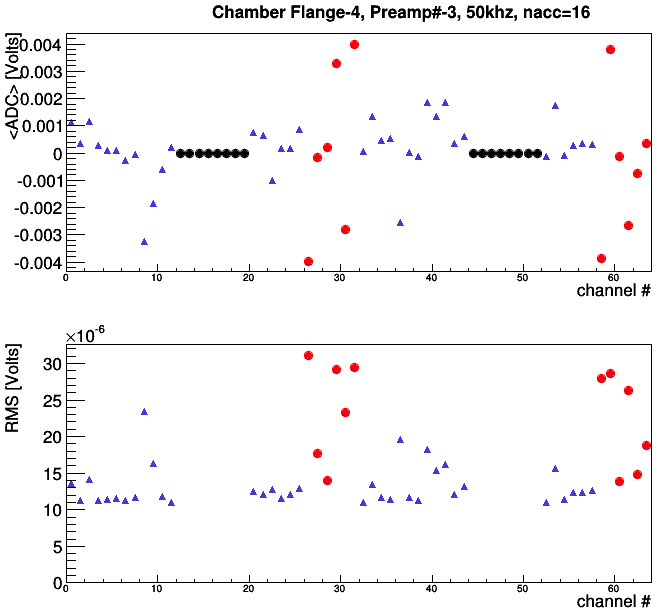 Chamber Flange-4, Preamp#-3, 50khz, nacc=16
<ADC> [Volts]
0.004
0.003
0.002
0.001
0
-0.001
-0.002
-0.003
-0.004
0 10 20 30 40 50 60
channel #
×10⁻⁶
RMS [Volts]
30
25
20
15
10
5
0
0 10 20 30 40 50 60
channel #